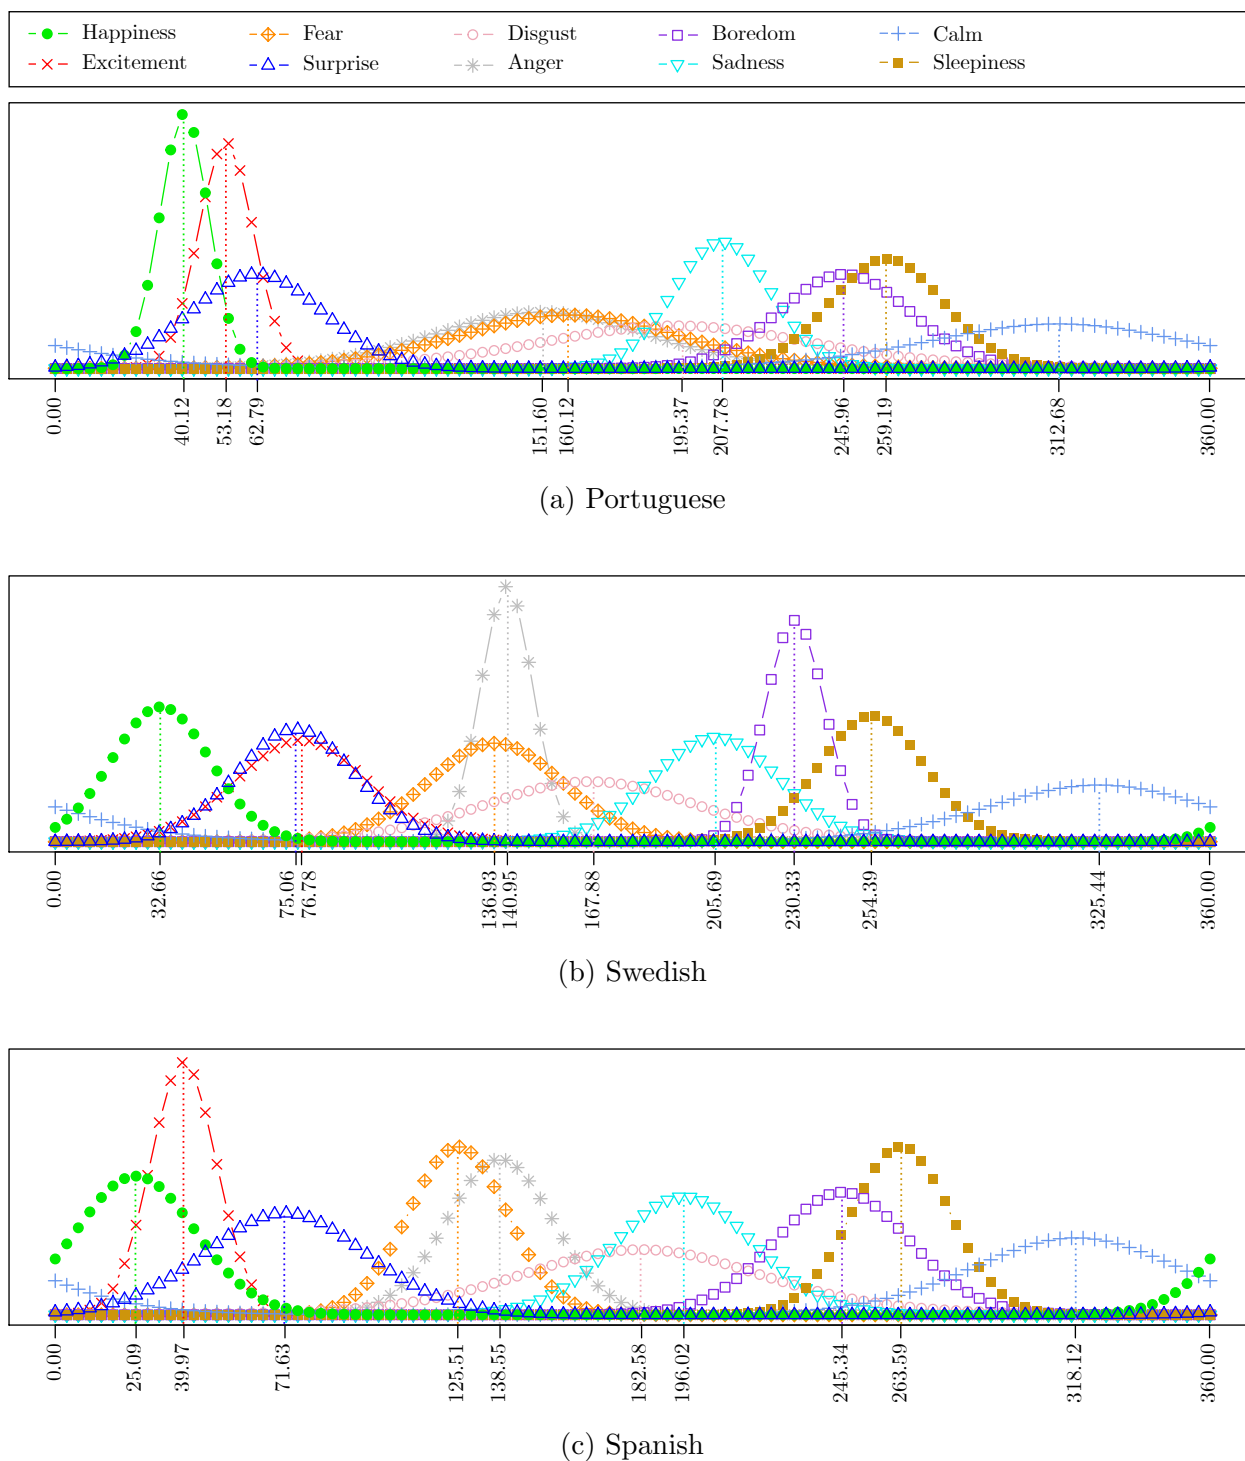 Happiness Fear Disgust Boredom Calm
Excitement Surprise Anger Sadness Sleepiness
0.00 40.12 53.18 62.79 151.60 160.12 195.37 207.78 245.96 259.19 312.68 360.00
(a) Portuguese
0.00 32.66 75.06 76.78 136.93 140.95 167.88 205.69 230.33 254.39 325.44 360.00
(b) Swedish
0.00 25.09 39.97 71.63 125.51 138.55 182.58 196.02 245.34 263.59 318.12 360.00
(c) Spanish